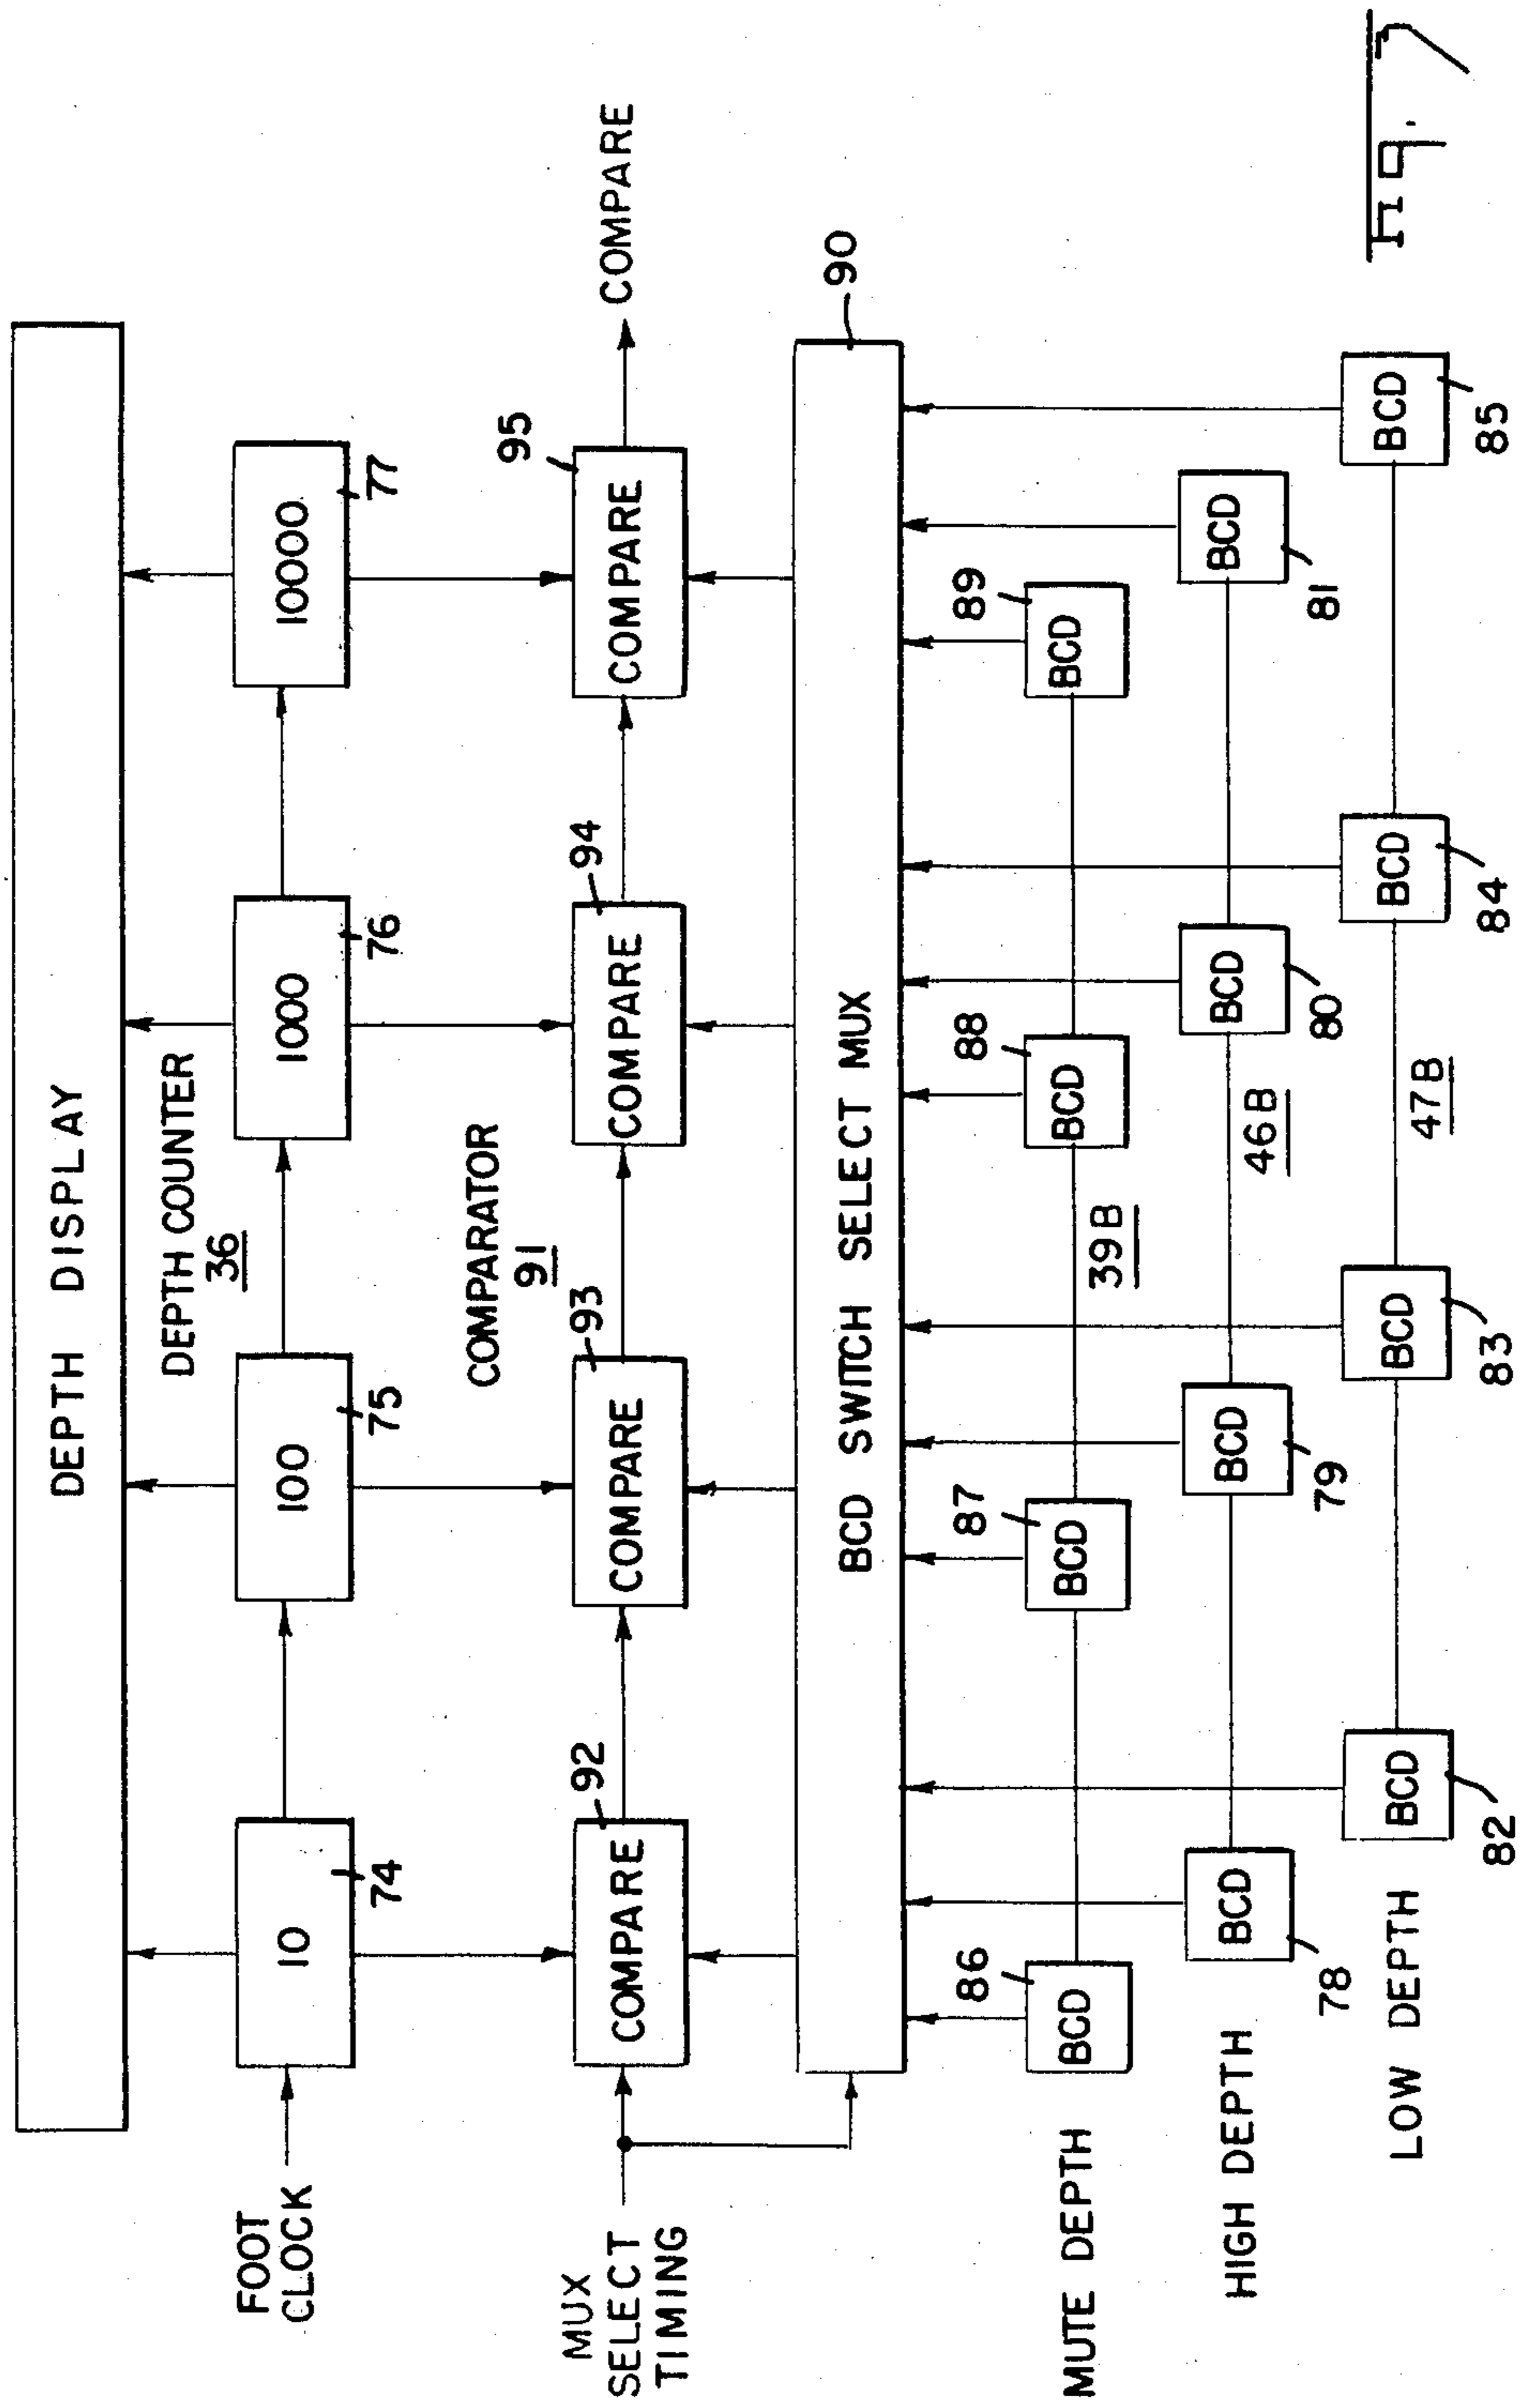 DEPTH DISPLAY
DEPTH COUNTER
36
FOOT
CLOCK
10
100
1000
10000
74
75
76
77
COMPARATOR
91
92
93
94
95
MUX
SELECT
TIMING
COMPARE
COMPARE
COMPARE
COMPARE
COMPARE
BCD SWITCH SELECT MUX
90
86
87
88
89
MUTE DEPTH
BCD
BCD
BCD
BCD
39B
HIGH DEPTH
BCD
BCD
BCD
BCD
78
79
80
81
46B
LOW DEPTH
BCD
BCD
BCD
BCD
82
83
84
85
47B
Fig. 7